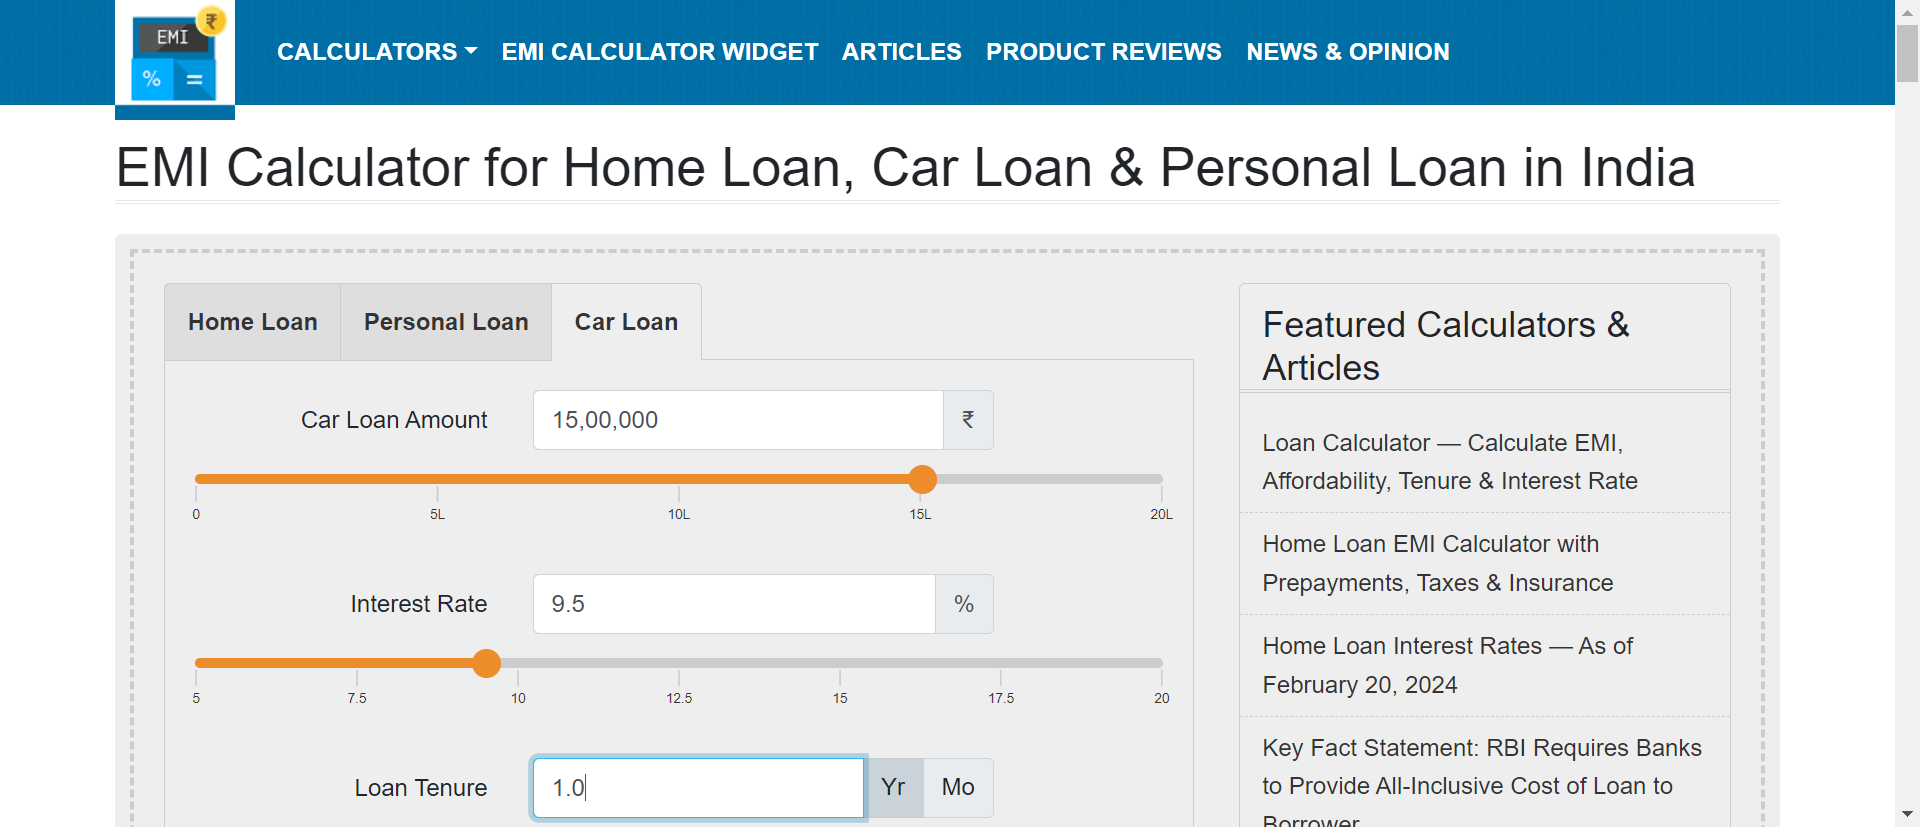 EMI
₹
%
=
CALCULATORS EMI CALCULATOR WIDGET ARTICLES PRODUCT REVIEWS NEWS & OPINION
EMI Calculator for Home Loan, Car Loan & Personal Loan in India
Home Loan Personal Loan Car Loan
Car Loan Amount 15,00,000 ₹
0 5L 10L 15L 20L
Interest Rate 9.5 %
5 7.5 10 12.5 15 17.5 20
Loan Tenure 1.0 Yr Mo
Featured Calculators &
Articles
Loan Calculator — Calculate EMI,
Affordability, Tenure & Interest Rate
Home Loan EMI Calculator with
Prepayments, Taxes & Insurance
Home Loan Interest Rates — As of
February 20, 2024
Key Fact Statement: RBI Requires Banks
to Provide All-Inclusive Cost of Loan to
Borrower